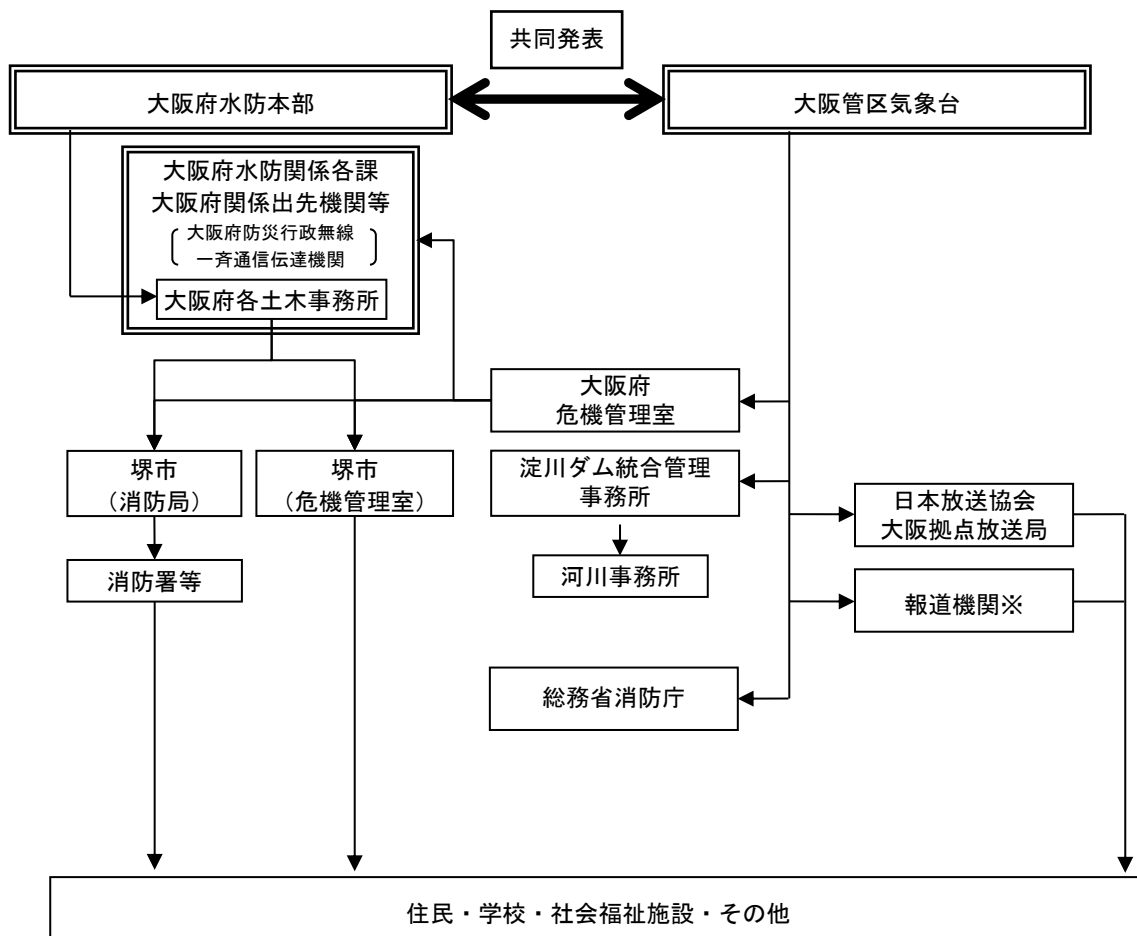 共同発表
大阪府水防本部
大阪管区気象台
大阪府水防関係各課
大阪府関係出先機関等
大阪府防災行政無線
一斉通信伝達機関
大阪府各土木事務所
大阪府
危機管理室
堺市
（消防局）
堺市
（危機管理室）
淀川ダム統合管理
事務所
日本放送協会
大阪拠点放送局
消防署等
河川事務所
報道機関※
総務省消防庁
住民・学校・社会福祉施設・その他